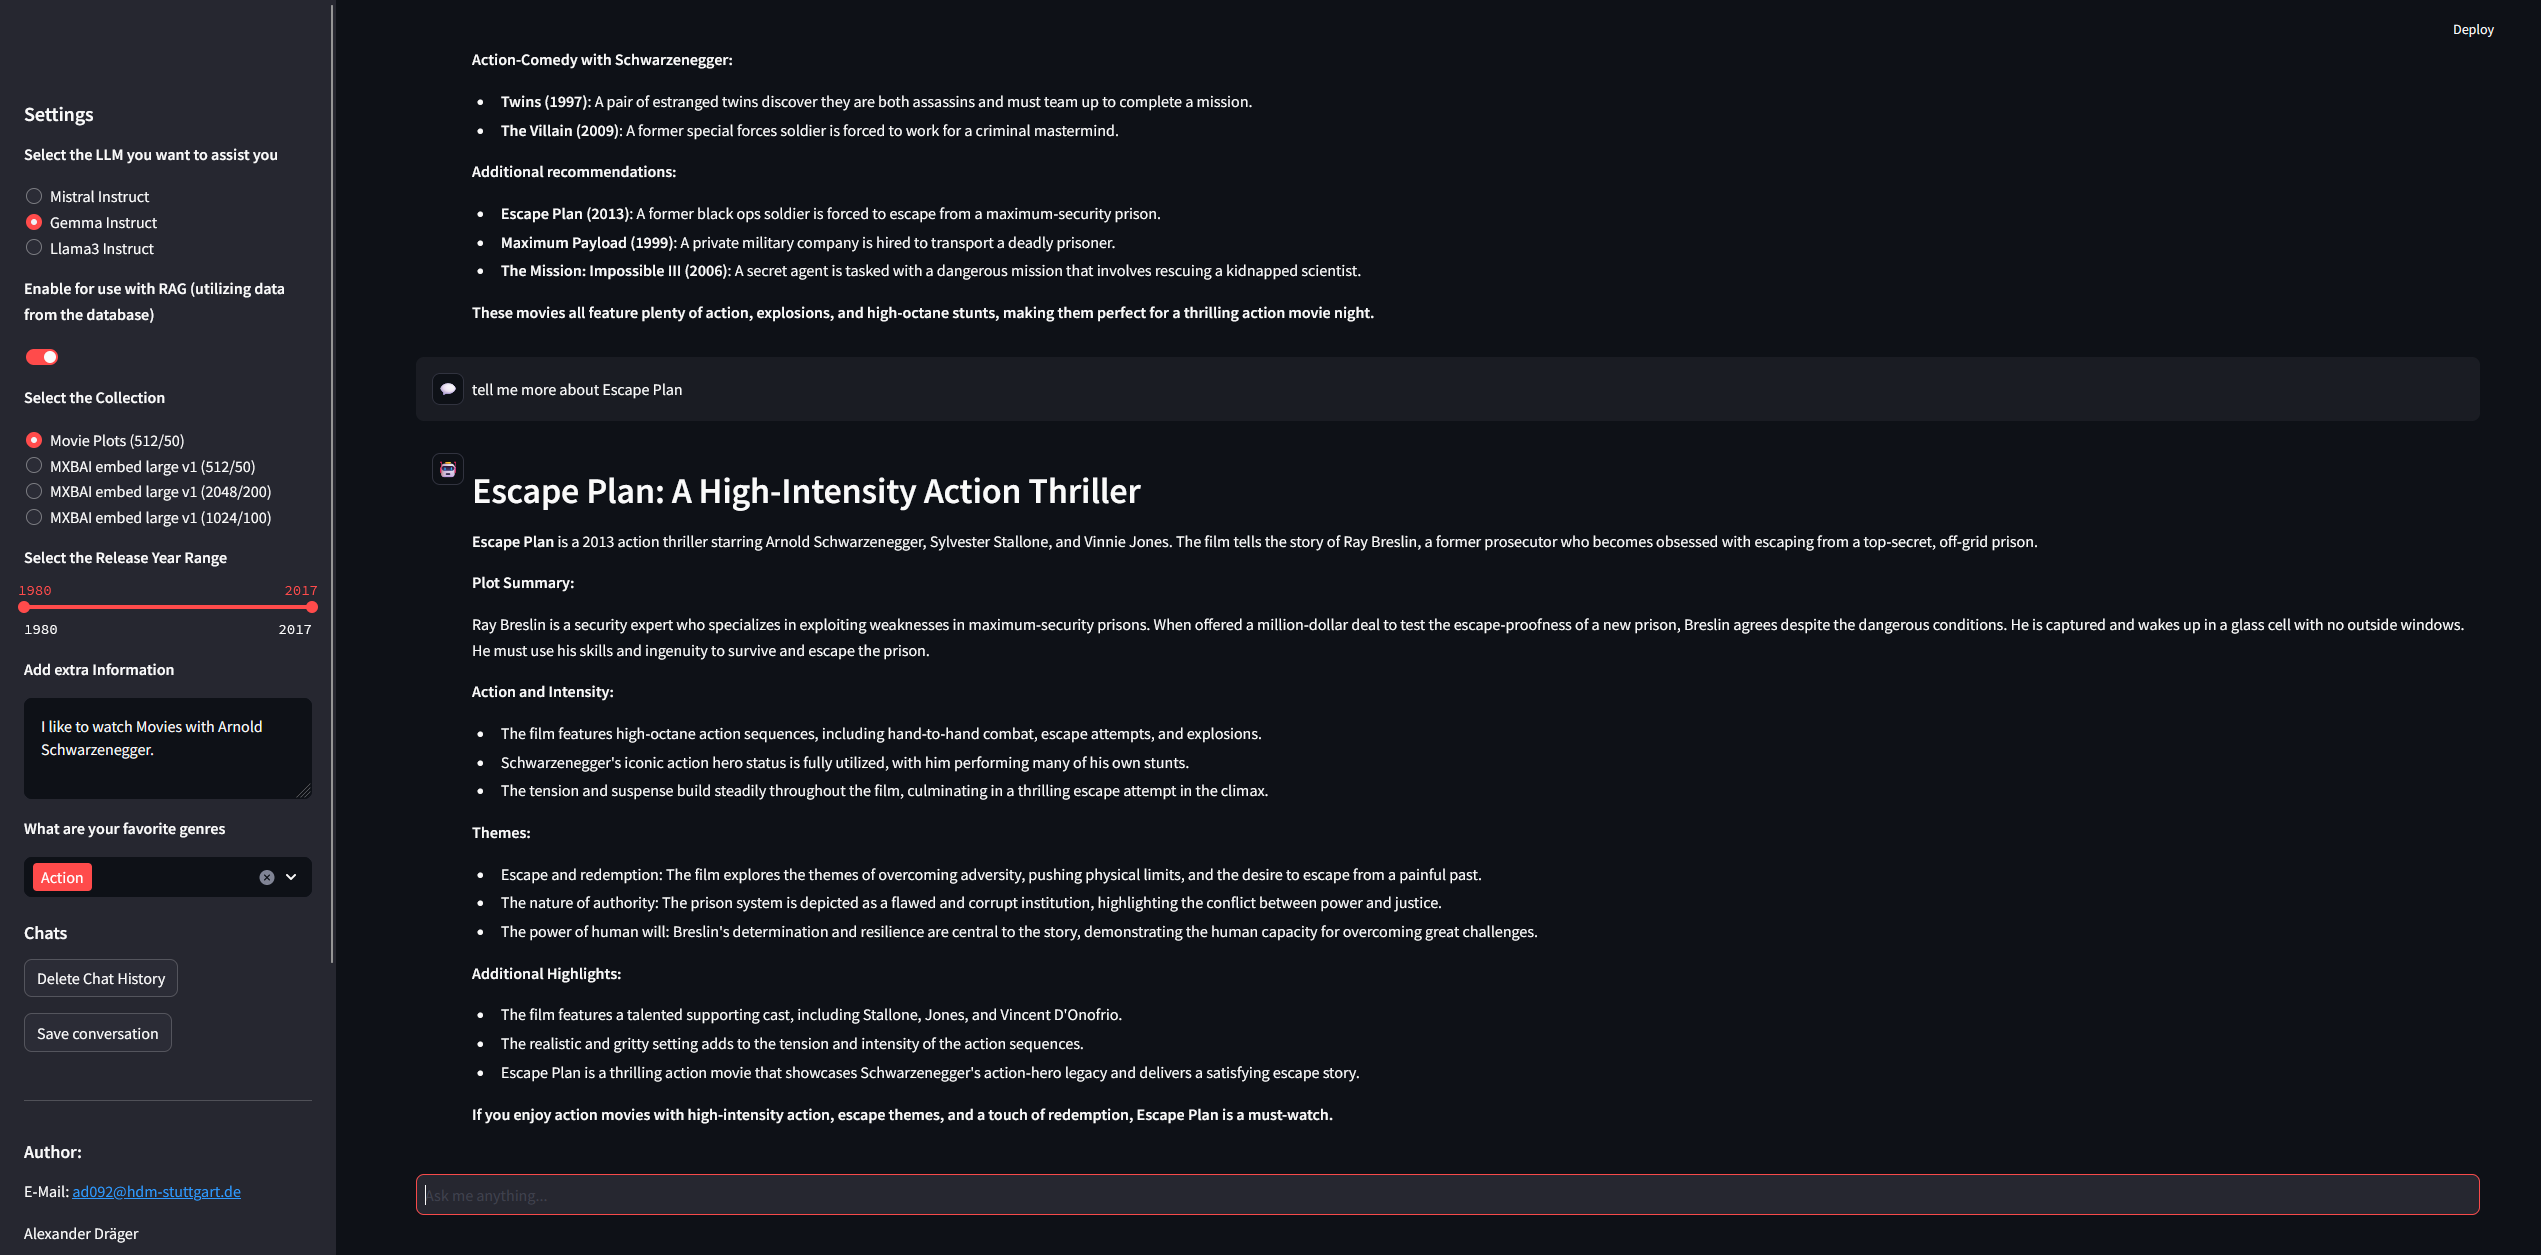 Settings
Select the LLM you want to assist you
Mistral Instruct
Gemma Instruct
Llama3 Instruct
Enable for use with RAG (utilizing data
from the database)
Select the Collection
Movie Plots (512/50)
MXBAI embed large v1 (512/50)
MXBAI embed large v1 (2048/200)
MXBAI embed large v1 (1024/100)
Select the Release Year Range
1980 2017
1980 2017
Add extra Information
I like to watch Movies with Arnold
Schwarzenegger.
What are your favorite genres
Action
Chats
Delete Chat History
Save conversation
Author:
E-Mail: ad092@hdm-stuttgart.de
Alexander Dräger
Deploy
Action-Comedy with Schwarzenegger:
• Twins (1997): A pair of estranged twins discover they are both assassins and must team up to complete a mission.
• The Villain (2009): A former special forces soldier is forced to work for a criminal mastermind.
Additional recommendations:
• Escape Plan (2013): A former black ops soldier is forced to escape from a maximum-security prison.
• Maximum Payload (1999): A private military company is hired to transport a deadly prisoner.
• The Mission: Impossible III (2006): A secret agent is tasked with a dangerous mission that involves rescuing a kidnapped scientist.
These movies all feature plenty of action, explosions, and high-octane stunts, making them perfect for a thrilling action movie night.
tell me more about Escape Plan
Escape Plan: A High-Intensity Action Thriller
Escape Plan is a 2013 action thriller starring Arnold Schwarzenegger, Sylvester Stallone, and Vinnie Jones. The film tells the story of Ray Breslin, a former prosecutor who becomes obsessed with escaping from a top-secret, off-grid prison.
Plot Summary:
Ray Breslin is a security expert who specializes in exploiting weaknesses in maximum-security prisons. When offered a million-dollar deal to test the escape-proofness of a new prison, Breslin agrees despite the dangerous conditions. He is captured and wakes up in a glass cell with no outside windows.
He must use his skills and ingenuity to survive and escape the prison.
Action and Intensity:
• The film features high-octane action sequences, including hand-to-hand combat, escape attempts, and explosions.
• Schwarzenegger's iconic action hero status is fully utilized, with him performing many of his own stunts.
• The tension and suspense build steadily throughout the film, culminating in a thrilling escape attempt in the climax.
Themes:
• Escape and redemption: The film explores the themes of overcoming adversity, pushing physical limits, and the desire to escape from a painful past.
• The nature of authority: The prison system is depicted as a flawed and corrupt institution, highlighting the conflict between power and justice.
• The power of human will: Breslin's determination and resilience are central to the story, demonstrating the human capacity for overcoming great challenges.
Additional Highlights:
• The film features a talented supporting cast, including Stallone, Jones, and Vincent D'Onofrio.
• The realistic and gritty setting adds to the tension and intensity of the action sequences.
• Escape Plan is a thrilling action movie that showcases Schwarzenegger's action-hero legacy and delivers a satisfying escape story.
If you enjoy action movies with high-intensity action, escape themes, and a touch of redemption, Escape Plan is a must-watch.
Ask me anything...